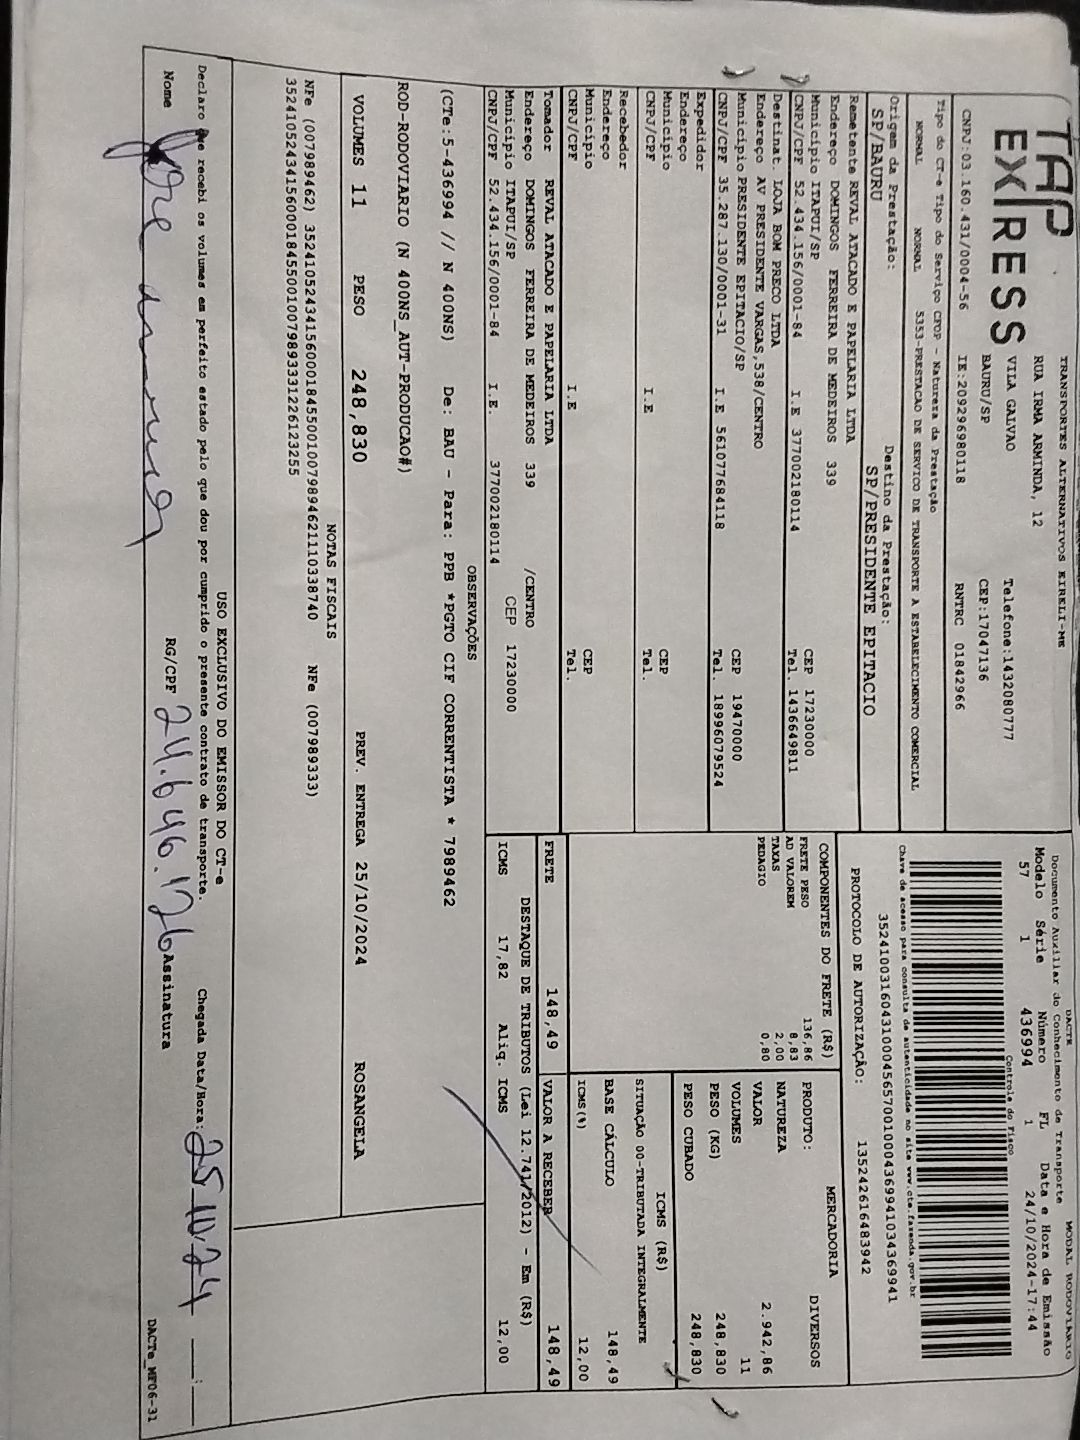 TAP
EXPRESS
TRANSPORTES ALTERNATIVOS EIRELI-ME
RUA IRMA ARMINDA, 12
VILA GALVAO
BAURU/SP
Telefone:1432080777
CEP:17047136
CNPJ:03.160.431/0004-56 IE:209296980118 RNTRC 01842966
Tipo do CT-e Tipo do Serviço CFOP - Natureza da Prestação
NORMAL NORMAL 5353-PRESTACAO DE SERVICO DE TRANSPORTE A ESTABELECIMENTO COMERCIAL
Origem da Prestação: Destino da Prestação:
SP/BAURU SP/PRESIDENTE EPITACIO
Remetente REVAL ATACADO E PAPELARIA LTDA
Endereço DOMINGOS FERREIRA DE MEDEIROS 339
Município ITAPUI/SP CEP 17230000
CNPJ/CPF 52.434.156/0001-84 I.E 377002180114 Tel. 1436649811
Destinat. LOJA BOM PRECO LTDA
Endereço AV PRESIDENTE VARGAS,538/CENTRO
Município PRESIDENTE EPITACIO/SP CEP 19470000
CNPJ/CPF 35.287.130/0001-31 I.E 561077684118 Tel. 18996079524
Expedidor
Endereço
Município CEP
CNPJ/CPF I.E Tel.
Recebedor
Endereço
Município CEP
CNPJ/CPF I.E Tel.
Tomador REVAL ATACADO E PAPELARIA LTDA
Endereço DOMINGOS FERREIRA DE MEDEIROS 339 /CENTRO
Município ITAPUI/SP CEP 17230000
CNPJ/CPF 52.434.156/0001-84 I.E. 377002180114
DACTE MODAL RODOVIÁRIO
Documento Auxiliar do Conhecimento de Transporte
Modelo Série Número FL Data e Hora de Emissão
57 1 436994 1 24/10/2024-17:44
Controle do Fisco
Chave de acesso para consulta de autenticidade no site www.cte.fazenda.gov.br
35241003160431000456570010004369941034369941
PROTOCOLO DE AUTORIZAÇÃO: 135242616483942
COMPONENTES DO FRETE (R$)
FRETE PESO 136,86
AD VALOREM 8,83
TAXAS 2,00
PEDAGIO 0,80
MERCADORIA
PRODUTO: DIVERSOS
NATUREZA
VALOR 2.942,86
VOLUMES 11
PESO (KG) 248,830
PESO CUBADO 248,830
ICMS (R$)
SITUAÇÃO 00-TRIBUTADA INTEGRALMENTE
BASE CÁLCULO 148,49
ICMS(%) 12,00
FRETE 148,49 VALOR A RECEBER 148,49
DESTAQUE DE TRIBUTOS (Lei 12.741/2012) - Em (R$)
ICMS 17,82 Aliq. ICMS 12,00
OBSERVAÇÕES
(CTe:5-436994 // N 400NS) De: BAU - Para: PPB *PGTO CIF CORRENTISTA * 7989462
ROD-RODOVIARIO (N 400NS_AUT-PRODUCAO#)
VOLUMES 11 PESO 248,830 PREV. ENTREGA 25/10/2024 ROSANGELA
NOTAS FISCAIS
NFe (007989462) 35241052434156000184550010079894621110338740 NFe (007989333)
35241052434156000184550010079893331226123255
USO EXCLUSIVO DO EMISSOR DO CT-e
Declaro que recebi os volumes em perfeito estado pelo que dou por cumprido o presente contrato de transporte. Chegada Data/Hora: 25 10 24 ___:___
Nome RG/CPF 24.646.126 Assinatura
DACTe_MF06-31